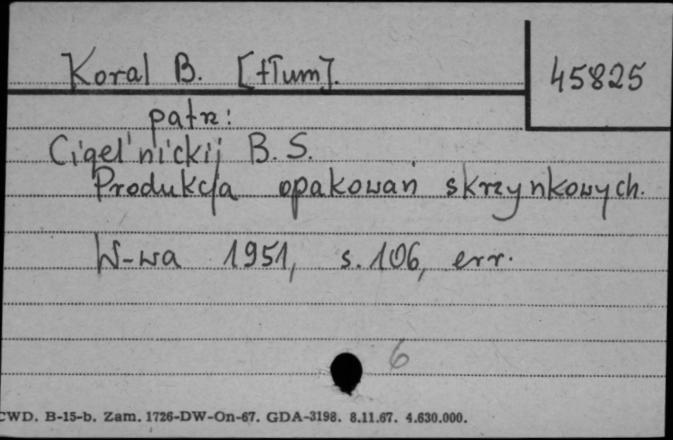 Koral B. [tłum].
45825
patrz:
Cigel'nickij B. S.
Produkcja opakowań skrzynkowych.
W-wa 1951, s. 106, err.
6
CWD. B-15-b. Zam. 1726-DW-On-67. GDA-3198. 8.11.67. 4.630.000.